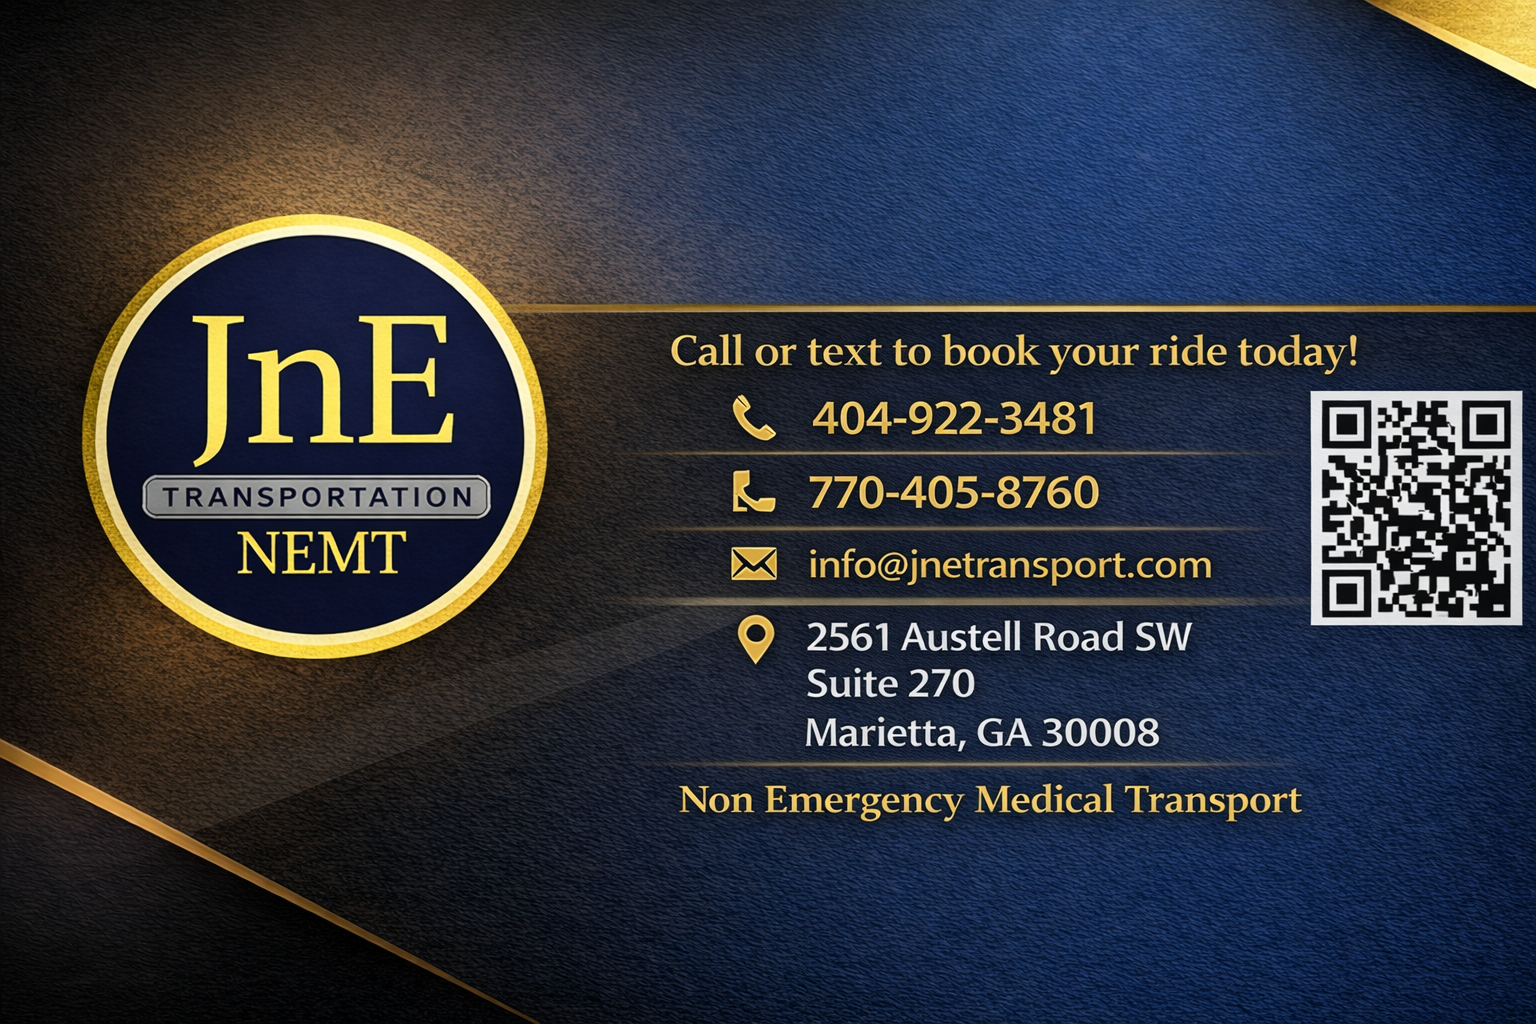 JnE
TRANSPORTATION
NEMT
Call or text to book your ride today!
404-922-3481
770-405-8760
info@jnetransport.com
2561 Austell Road SW
Suite 270
Marietta, GA 30008
Non Emergency Medical Transport